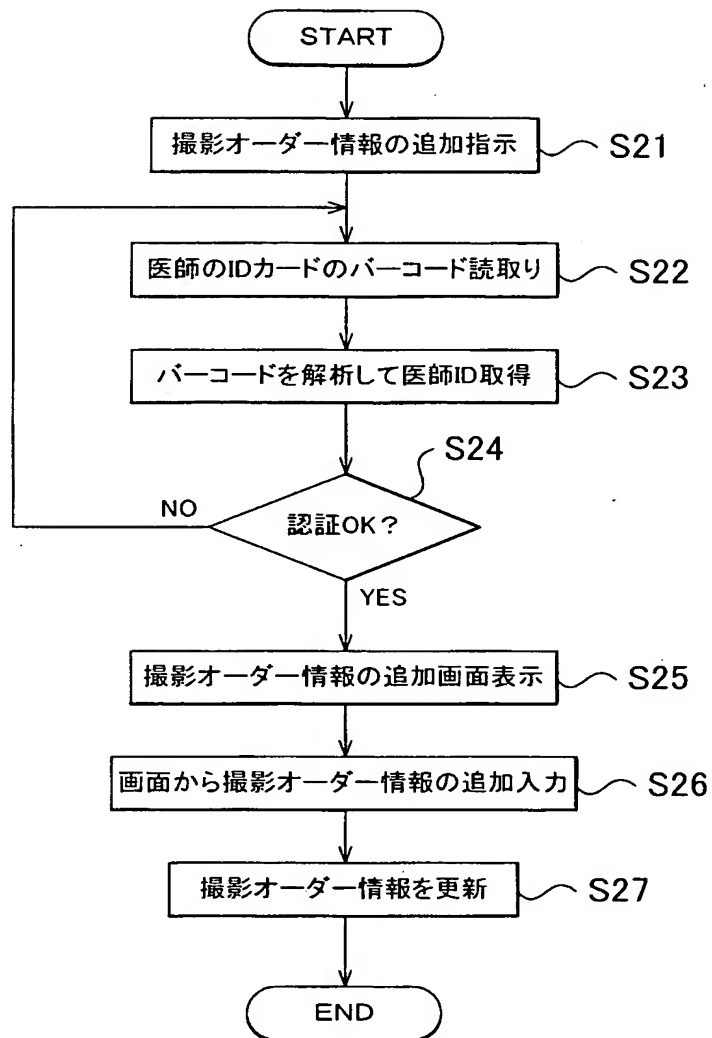 START
撮影オーダー情報の追加指示 S21
医師のIDカードのバーコード読取り S22
バーコードを解析して医師ID取得 S23
S24
NO 認証OK?
YES
撮影オーダー情報の追加画面表示 S25
画面から撮影オーダー情報の追加入力 S26
撮影オーダー情報を更新 S27
END